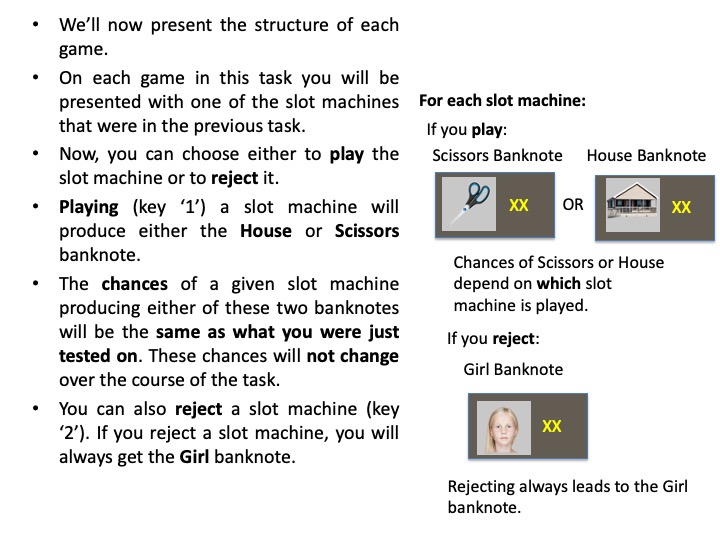 • We’ll now present the structure of each
game.
• On each game in this task you will be
presented with one of the slot machines
that were in the previous task.
• Now, you can choose either to play the
slot machine or to reject it.
• Playing (key ‘1’) a slot machine will
produce either the House or Scissors
banknote.
• The chances of a given slot machine
producing either of these two banknotes
will be the same as what you were just
tested on. These chances will not change
over the course of the task.
• You can also reject a slot machine (key
‘2’). If you reject a slot machine, you will
always get the Girl banknote.
For each slot machine:
If you play:
Scissors Banknote House Banknote
XX OR XX
Chances of Scissors or House
depend on which slot
machine is played.
If you reject:
Girl Banknote
XX
Rejecting always leads to the Girl
banknote.